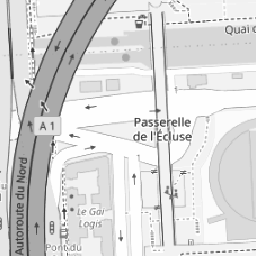 Quai d
A 1
Passerelle
de l'Écluse
Autoroute du Nord
Le Gai
Logis
Pont du